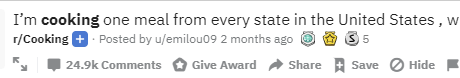 I'm cooking one meal from every state in the United States , w
r/Cooking + · Posted by u/emilou09 2 months ago S 5
24.9k Comments Give Award Share Save Hide